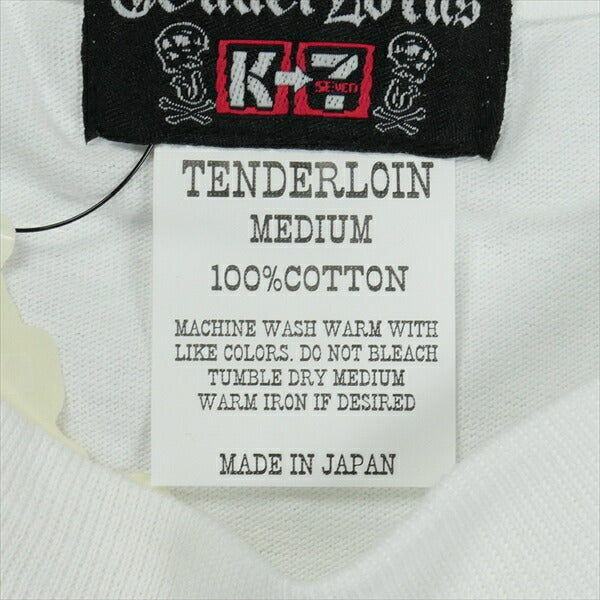 K→7
SEVEN
TENDERLOIN
MEDIUM
100%COTTON
MACHINE WASH WARM WITH
LIKE COLORS. DO NOT BLEACH
TUMBLE DRY MEDIUM
WARM IRON IF DESIRED
MADE IN JAPAN